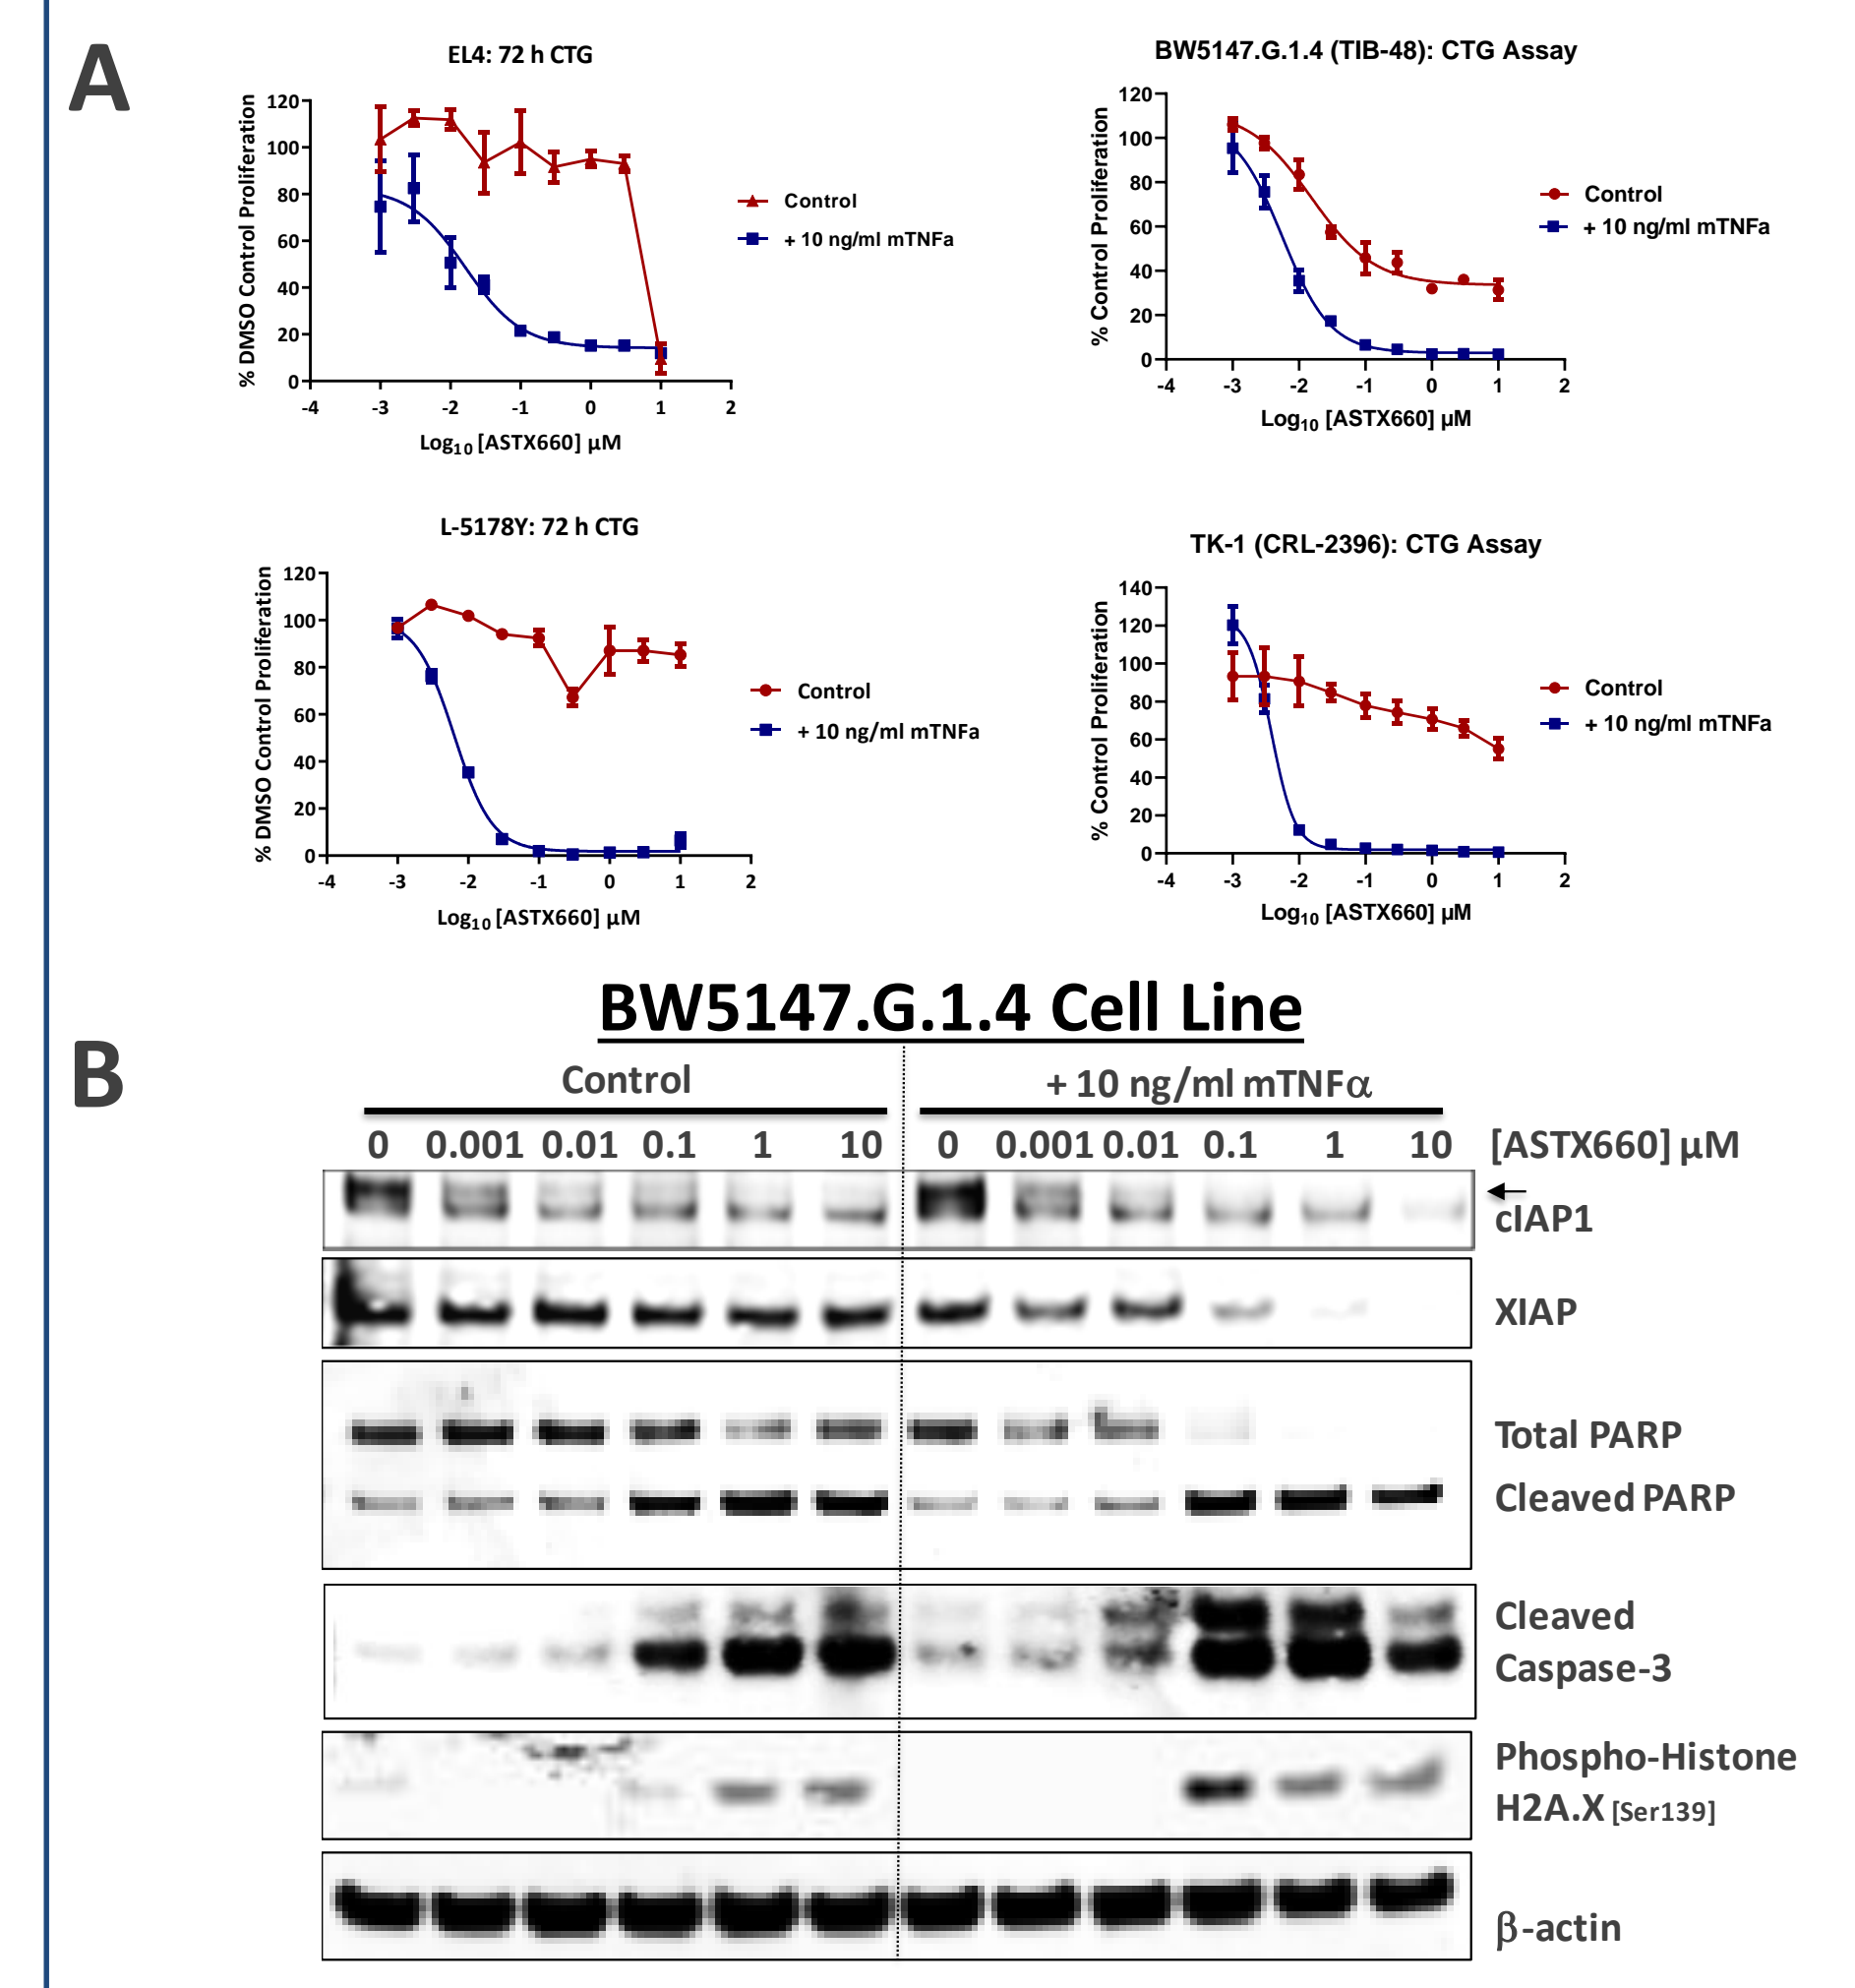 A
EL4: 72 h CTG
% DMSO Control Proliferation
120
100
80
60
40
20
0
-4 -3 -2 -1 0 1 2
Log10 [ASTX660] µM
Control
+ 10 ng/ml mTNFa
BW5147.G.1.4 (TIB-48): CTG Assay
% Control Proliferation
120
100
80
60
40
20
0
-4 -3 -2 -1 0 1 2
Log10 [ASTX660] µM
Control
+ 10 ng/ml mTNFa
L-5178Y: 72 h CTG
% DMSO Control Proliferation
120
100
80
60
40
20
0
-4 -3 -2 -1 0 1 2
Log10 [ASTX660] µM
Control
+ 10 ng/ml mTNFa
TK-1 (CRL-2396): CTG Assay
% Control Proliferation
140
120
100
80
60
40
20
0
-4 -3 -2 -1 0 1 2
Log10 [ASTX660] µM
Control
+ 10 ng/ml mTNFa
B
BW5147.G.1.4 Cell Line
Control + 10 ng/ml mTNFα
0 0.001 0.01 0.1 1 10 0 0.001 0.01 0.1 1 10 [ASTX660] µM
cIAP1
XIAP
Total PARP
Cleaved PARP
Cleaved
Caspase-3
Phospho-Histone
H2A.X [Ser139]
β-actin